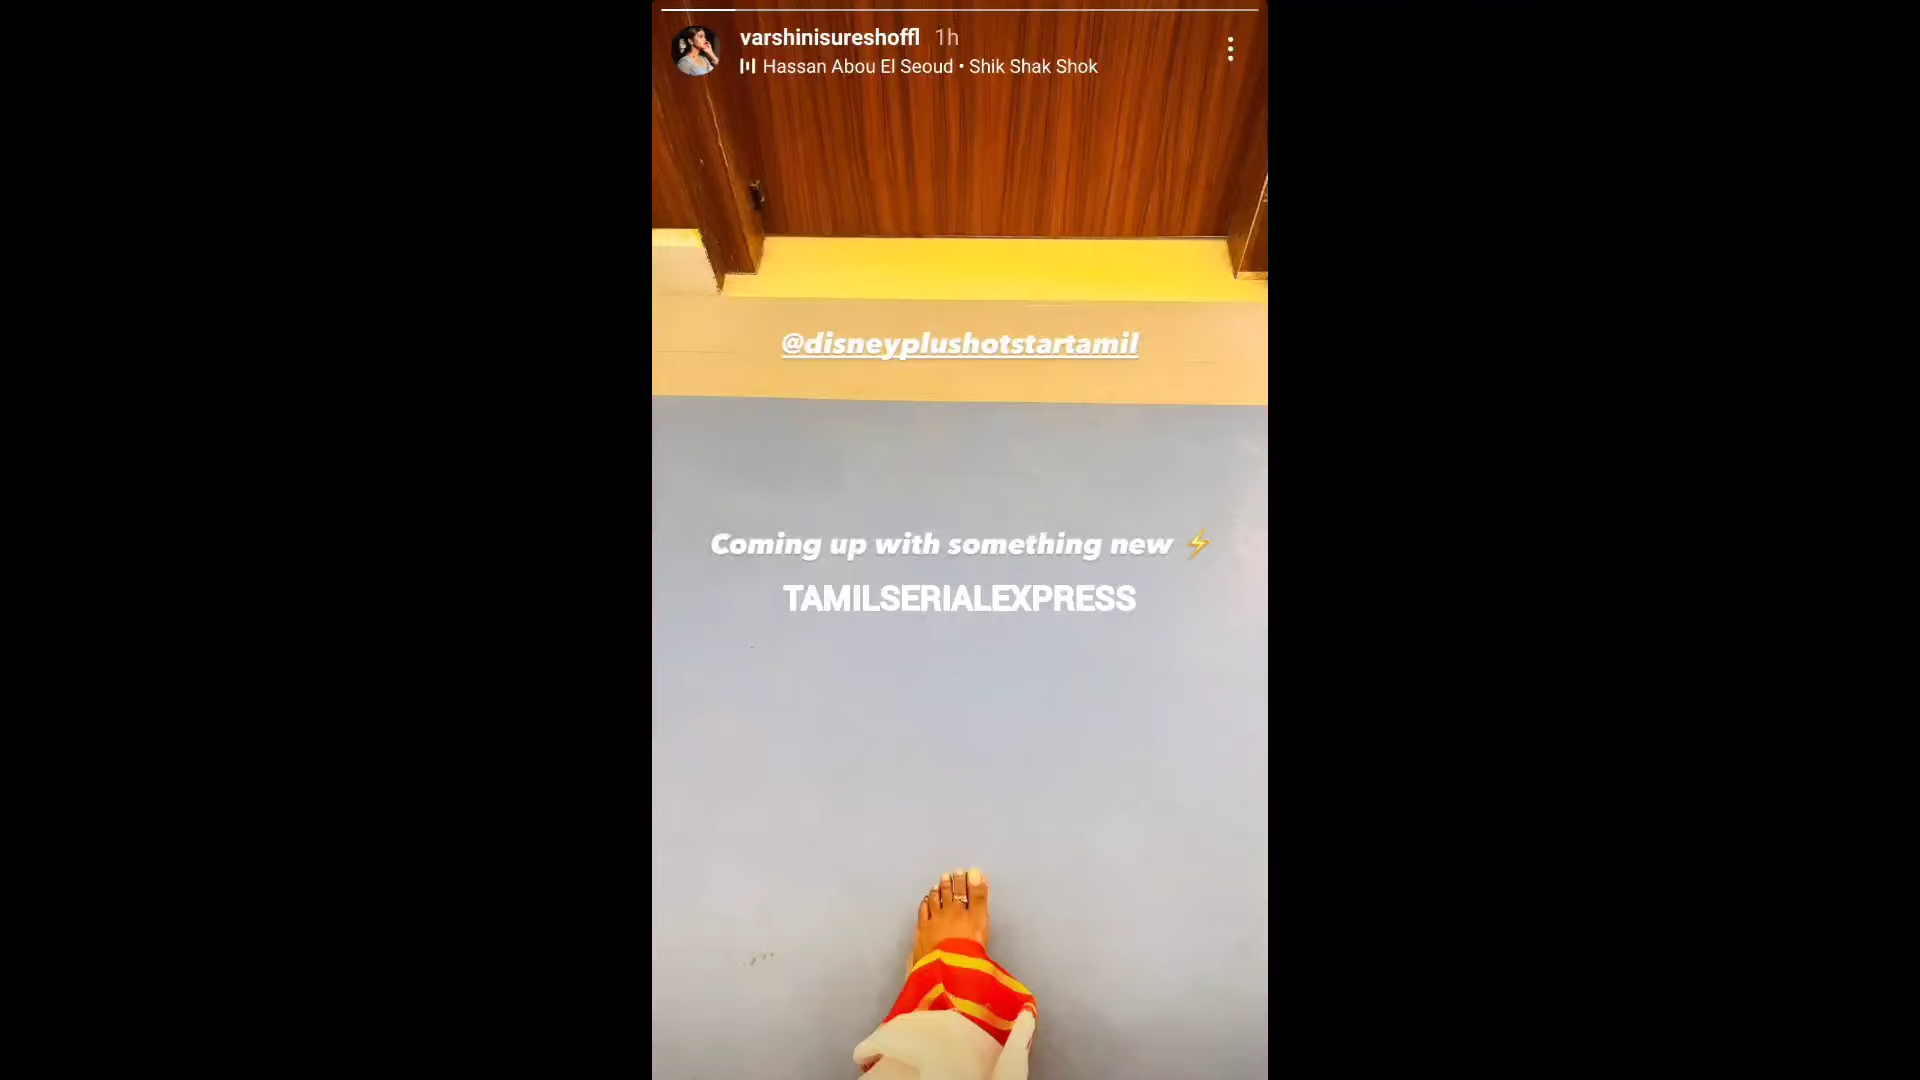 varshinisureshoffl 1h
Hassan Abou El Seoud • Shik Shak Shok
@disneyplushotstartamil
Coming up with something new ⚡
TAMILSERIALEXPRESS